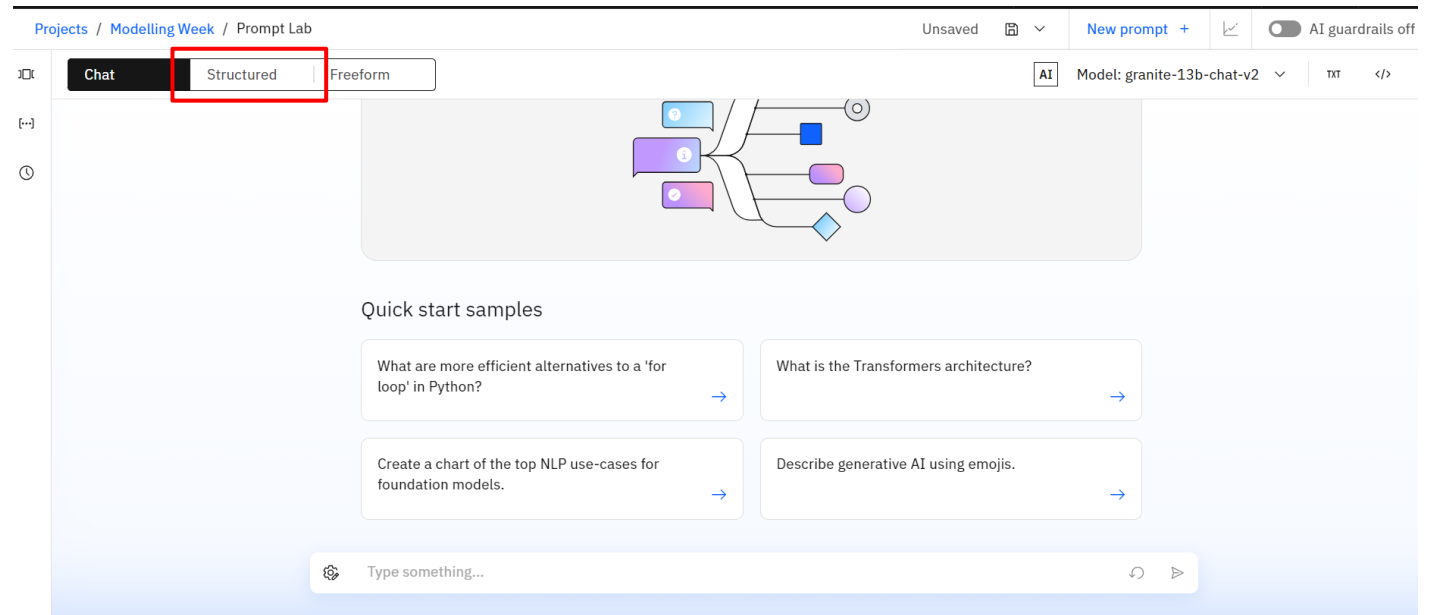 Projects / Modelling Week / Prompt Lab Unsaved New prompt + AI guardrails off
Chat Structured Freeform AI Model: granite-13b-chat-v2 TXT </>
Quick start samples
What are more efficient alternatives to a 'for
loop' in Python?
What is the Transformers architecture?
Create a chart of the top NLP use-cases for
foundation models.
Describe generative AI using emojis.
Type something...